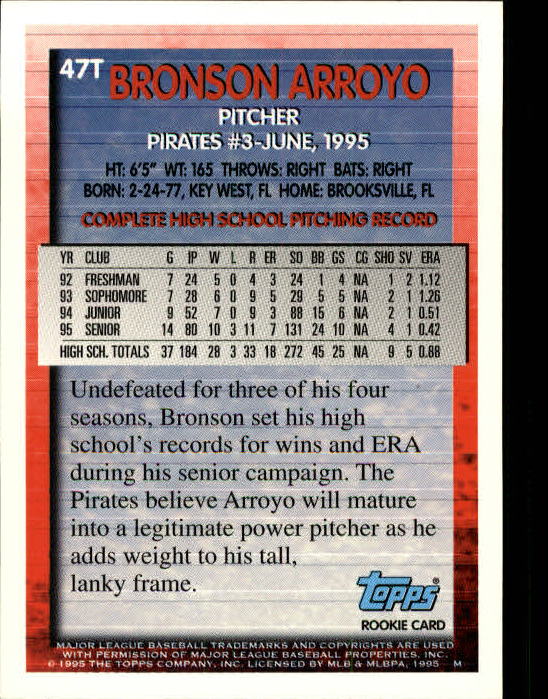 47T BRONSON ARROYO
PITCHER
PIRATES #3-JUNE, 1995
HT: 6'5" WT: 165 THROWS: RIGHT BATS: RIGHT
BORN: 2-24-77, KEY WEST, FL HOME: BROOKSVILLE, FL
COMPLETE HIGH SCHOOL PITCHING RECORD
YR CLUB G IP W L R ER SO BB GS CG SHO SV ERA
92 FRESHMAN 7 24 5 0 4 3 24 1 4 NA 1 2 1.12
93 SOPHOMORE 7 28 6 0 9 5 29 5 5 NA 2 1 1.26
94 JUNIOR 9 52 7 0 9 3 88 15 6 NA 2 1 0.51
95 SENIOR 14 80 10 3 11 7 131 24 10 NA 4 1 0.42
HIGH SCH. TOTALS 37 184 28 3 33 18 272 45 25 NA 9 5 0.88
Undefeated for three of his four
seasons, Bronson set his high
school's records for wins and ERA
during his senior campaign. The
Pirates believe Arroyo will mature
into a legitimate power pitcher as he
adds weight to his tall,
lanky frame.
Topps®
ROOKIE CARD
MAJOR LEAGUE BASEBALL TRADEMARKS AND COPYRIGHTS ARE USED
WITH PERMISSION OF MAJOR LEAGUE BASEBALL PROPERTIES, INC.
© 1995 THE TOPPS COMPANY, INC. LICENSED BY MLB & MLBPA, 1995 M